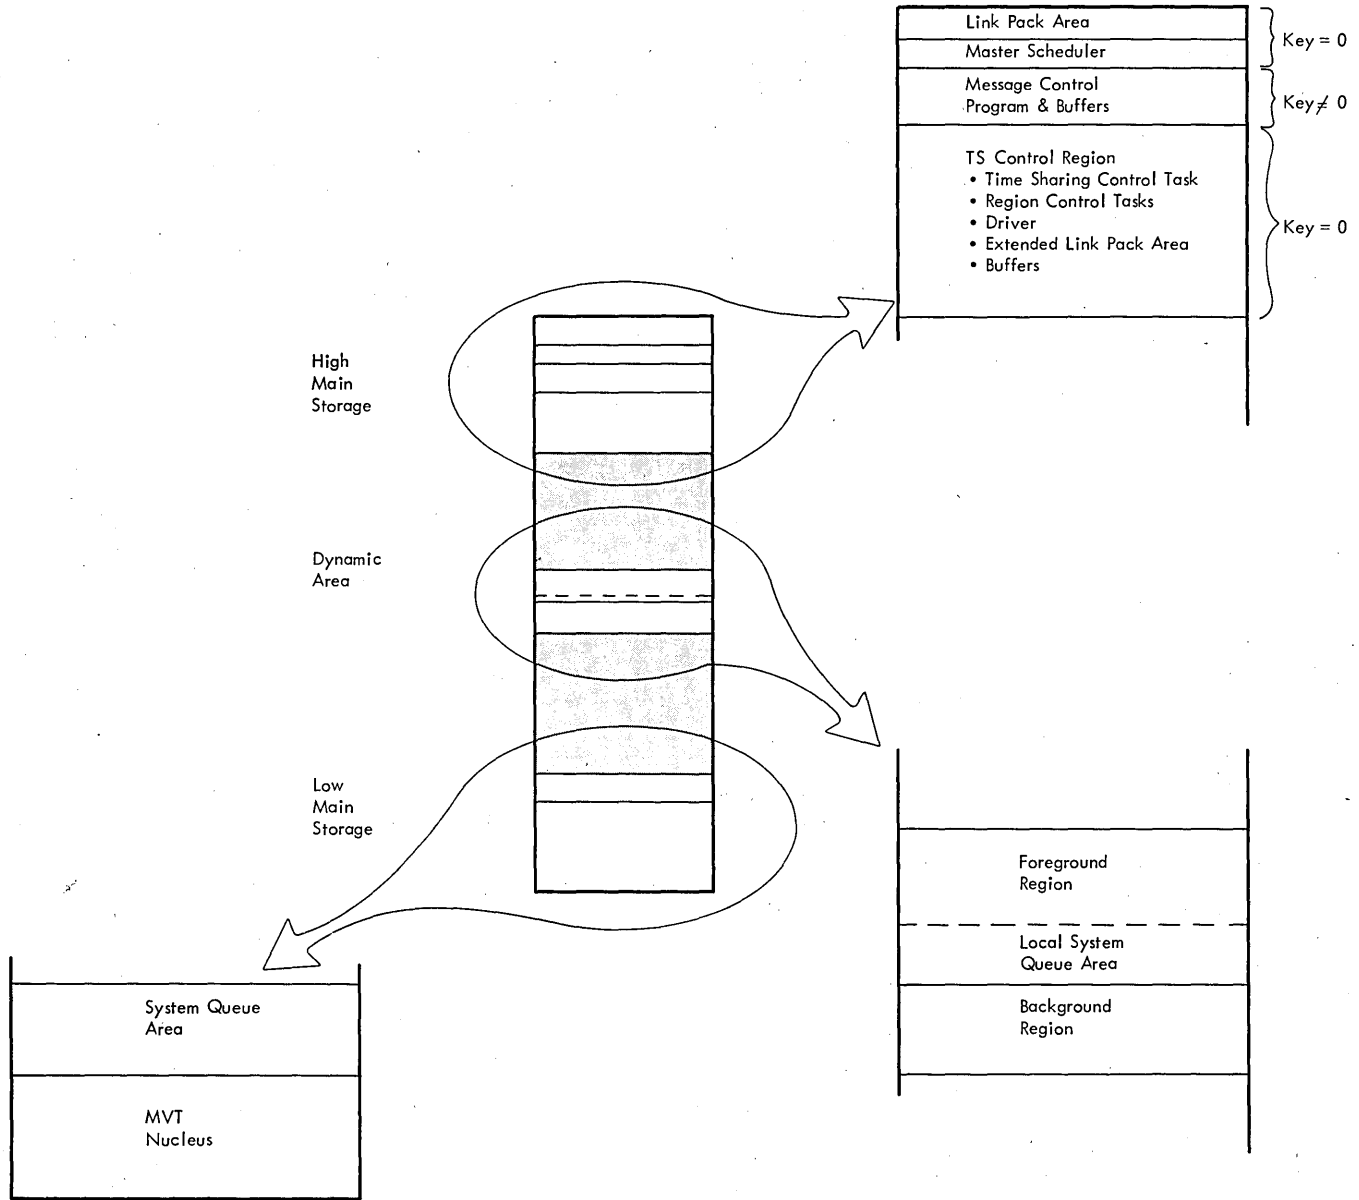 Link Pack Area
Master Scheduler
Message Control
Program & Buffers
TS Control Region
• Time Sharing Control Task
• Region Control Tasks
• Driver
• Extended Link Pack Area
• Buffers
Key = 0
Key ≠ 0
Key = 0
High
Main
Storage
Dynamic
Area
Low
Main
Storage
Foreground
Region
Local System
Queue Area
Background
Region
System Queue
Area
MVT
Nucleus